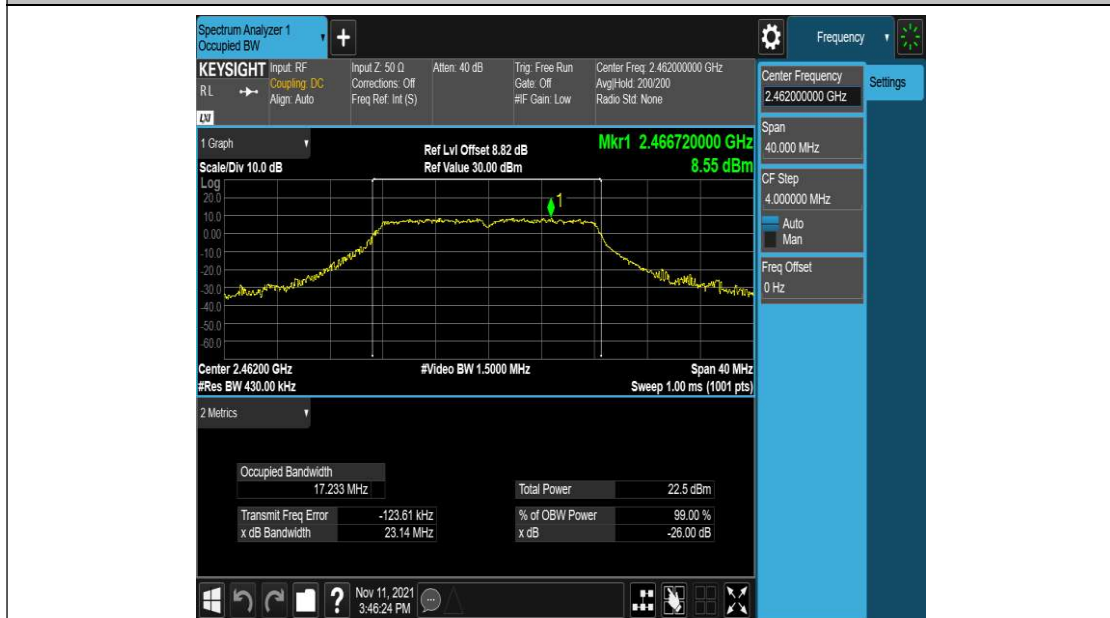 Spectrum Analyzer 1
Occupied BW
+
Frequency
KEYSIGHT
RL
LXI
Input: RF
Coupling: DC
Align: Auto
Input Z: 50 Ω
Corrections: Off
Freq Ref: Int (S)
Atten: 40 dB
Trig: Free Run
Gate: Off
#IF Gain: Low
Center Freq: 2.462000000 GHz
Avg|Hold: 200/200
Radio Std: None
Center Frequency
2.462000000 GHz
Settings
Span
40.000 MHz
CF Step
4.000000 MHz
Auto
Man
Freq Offset
0 Hz
1 Graph
Scale/Div 10.0 dB
Ref Lvl Offset 8.82 dB
Ref Value 30.00 dBm
Mkr1 2.466720000 GHz
8.55 dBm
Log
20.0
10.0
0.00
-10.0
-20.0
-30.0
-40.0
-50.0
-60.0
1
Center 2.46200 GHz
#Res BW 430.00 kHz
#Video BW 1.5000 MHz
Span 40 MHz
Sweep 1.00 ms (1001 pts)
2 Metrics
Occupied Bandwidth
17.233 MHz
Total Power 22.5 dBm
Transmit Freq Error -123.61 kHz
% of OBW Power 99.00 %
x dB Bandwidth 23.14 MHz
x dB -26.00 dB
?
Nov 11, 2021
3:46:24 PM